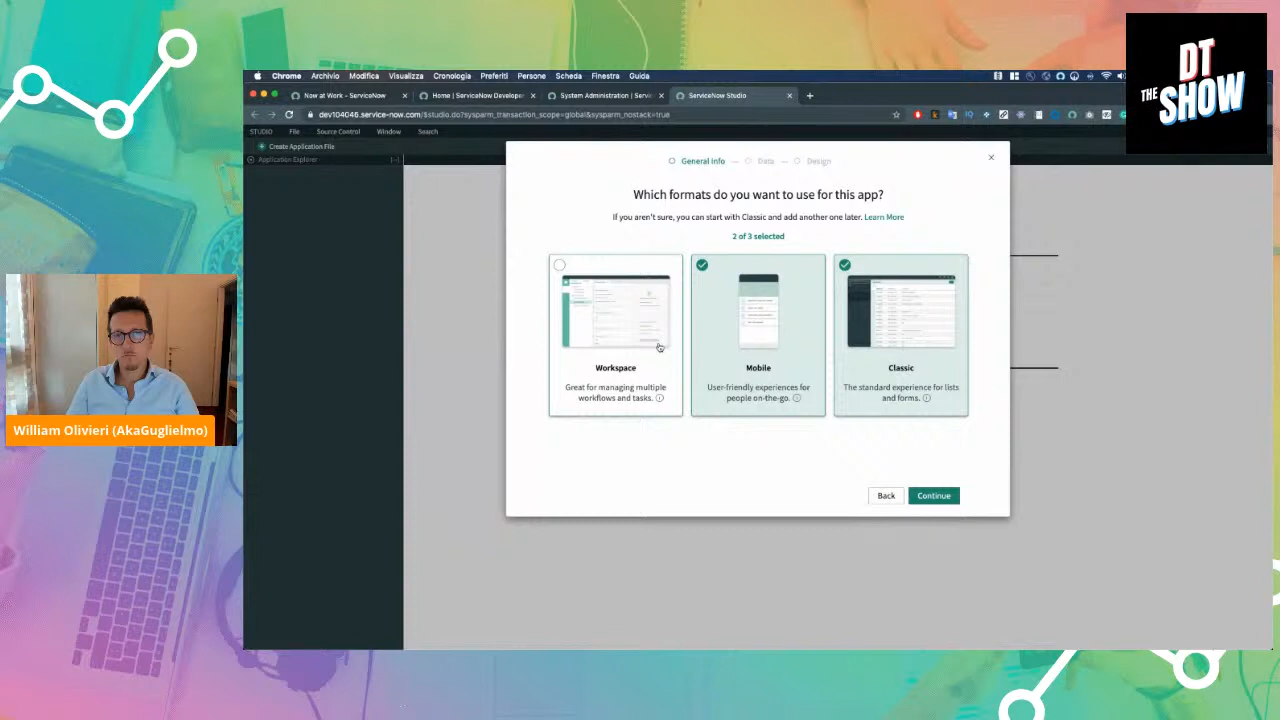 DT
THE
SHOW
Chrome Archivio Modifica Visualizza Cronologia Preferiti Persone Scheda Finestra Guida
Now at Work - ServiceNow
Home | ServiceNow Developer
System Administration | Servic
ServiceNow Studio
dev104046.service-now.com/$studio.do?sysparm_transaction_scope=global&sysparm_nostack=true
STUDIO File Source Control Window Search
Create Application File
Application Explorer
General Info
Data
Design
Which formats do you want to use for this app?
If you aren't sure, you can start with Classic and add another one later. Learn More
2 of 3 selected
Workspace
Great for managing multiple
workflows and tasks.
Mobile
User-friendly experiences for
people on-the-go.
Classic
The standard experience for lists
and forms.
Back
Continue
William Olivieri (AkaGuglielmo)